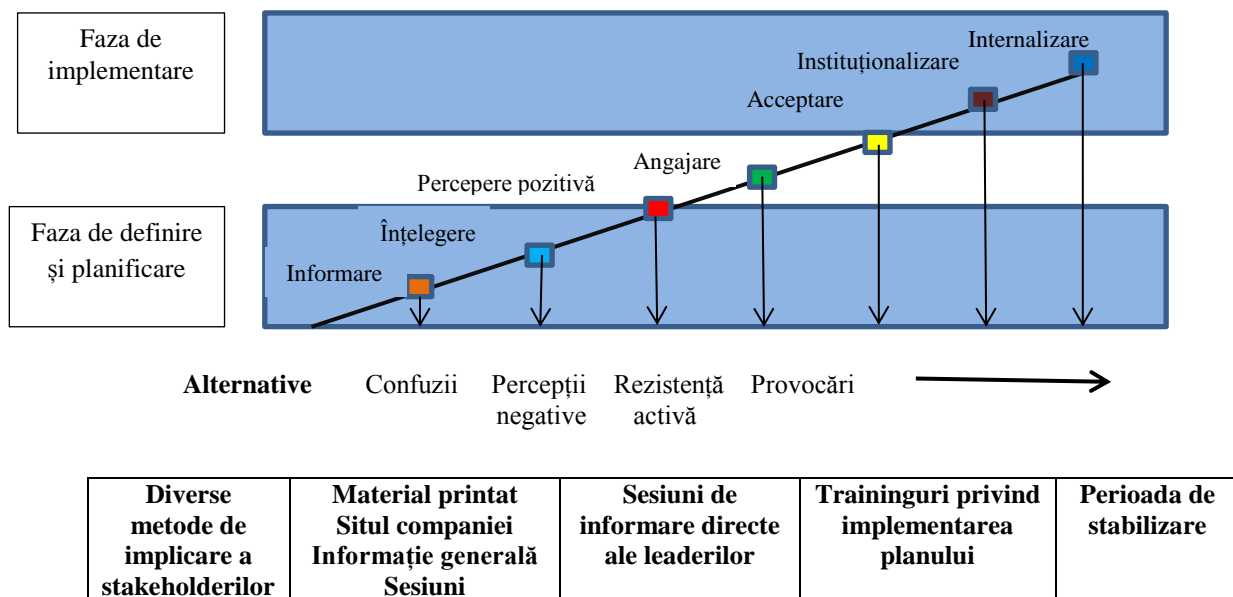 Faza de
implementare
Internalizare
Instituționalizare
Acceptare
Angajare
Percepere pozitivă
Faza de definire
și planificare
Înțelegere
Informare
Alternative
Confuzii
Percepții
negative
Rezistență
activă
Provocări
Diverse
metode de
implicare a
stakeholderilor
Material printat
Situl companiei
Informație generală
Sesiuni
Sesiuni de
informare directe
ale leaderilor
Traininguri privind
implementarea
planului
Perioada de
stabilizare